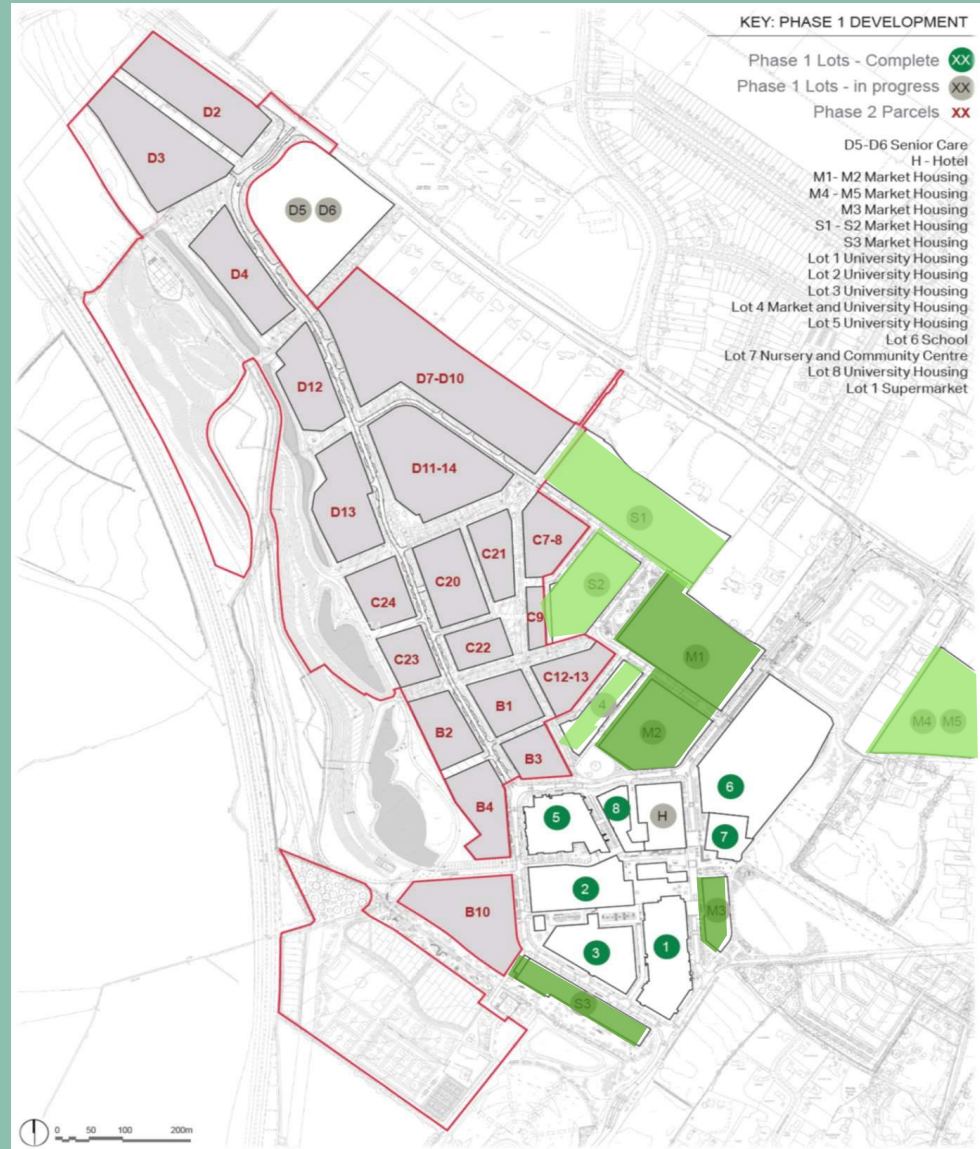 KEY: PHASE 1 DEVELOPMENT
Phase 1 Lots - Complete XX
Phase 1 Lots - in progress XX
Phase 2 Parcels XX
D5-D6 Senior Care
H - Hotel
M1- M2 Market Housing
M4 - M5 Market Housing
M3 Market Housing
S1 - S2 Market Housing
S3 Market Housing
Lot 1 University Housing
Lot 2 University Housing
Lot 3 University Housing
Lot 4 Market and University Housing
Lot 5 University Housing
Lot 6 School
Lot 7 Nursery and Community Centre
Lot 8 University Housing
Lot 1 Supermarket
D2
D3
D5 D6
D4
D12
D7-D10
D11-14
D13
S1
C7-8
C21
C20
S2
C24
C9
C22
C23
M1
C12-13
B1
4
M4 M5
B2
M2
B3
6
B4
5
8
H
7
2
B10
M3
3
1
S3
0 50 100 200m